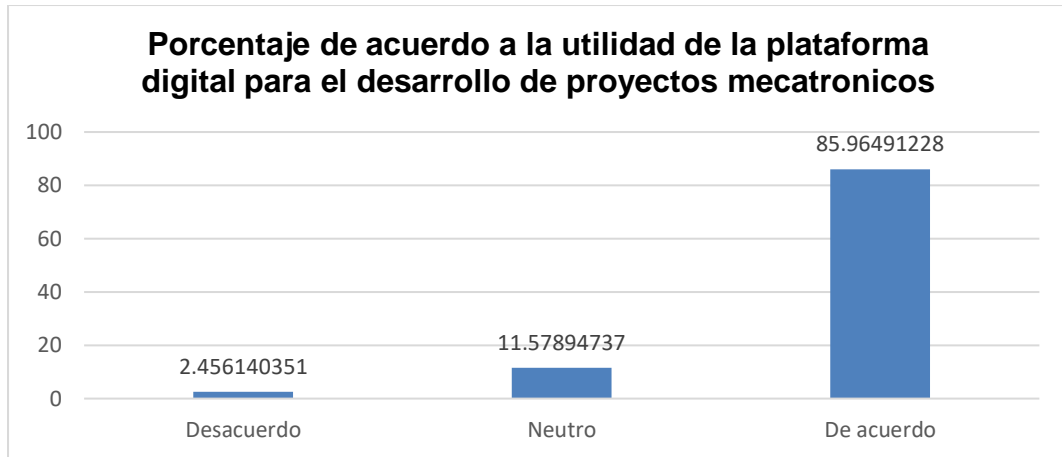 Porcentaje de acuerdo a la utilidad de la plataforma
digital para el desarrollo de proyectos mecatronicos
100
80
60
40
20
0
2.456140351
11.57894737
85.96491228
Desacuerdo
Neutro
De acuerdo